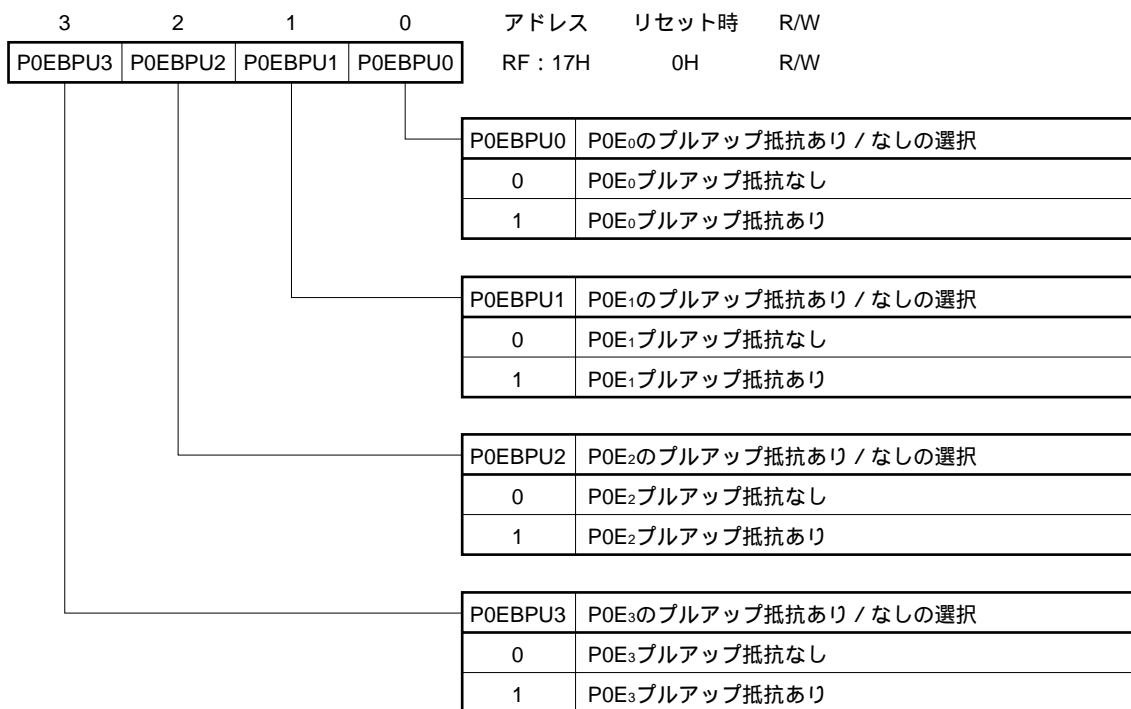 3 2 1 0 アドレス リセット時 R/W
P0EBPU3 P0EBPU2 P0EBPU1 P0EBPU0 RF:17H 0H R/W
P0EBPU0 P0E₀のプルアップ抵抗あり/なしの選択
0 P0E₀プルアップ抵抗なし
1 P0E₀プルアップ抵抗あり
P0EBPU1 P0E₁のプルアップ抵抗あり/なしの選択
0 P0E₁プルアップ抵抗なし
1 P0E₁プルアップ抵抗あり
P0EBPU2 P0E₂のプルアップ抵抗あり/なしの選択
0 P0E₂プルアップ抵抗なし
1 P0E₂プルアップ抵抗あり
P0EBPU3 P0E₃のプルアップ抵抗あり/なしの選択
0 P0E₃プルアップ抵抗なし
1 P0E₃プルアップ抵抗あり